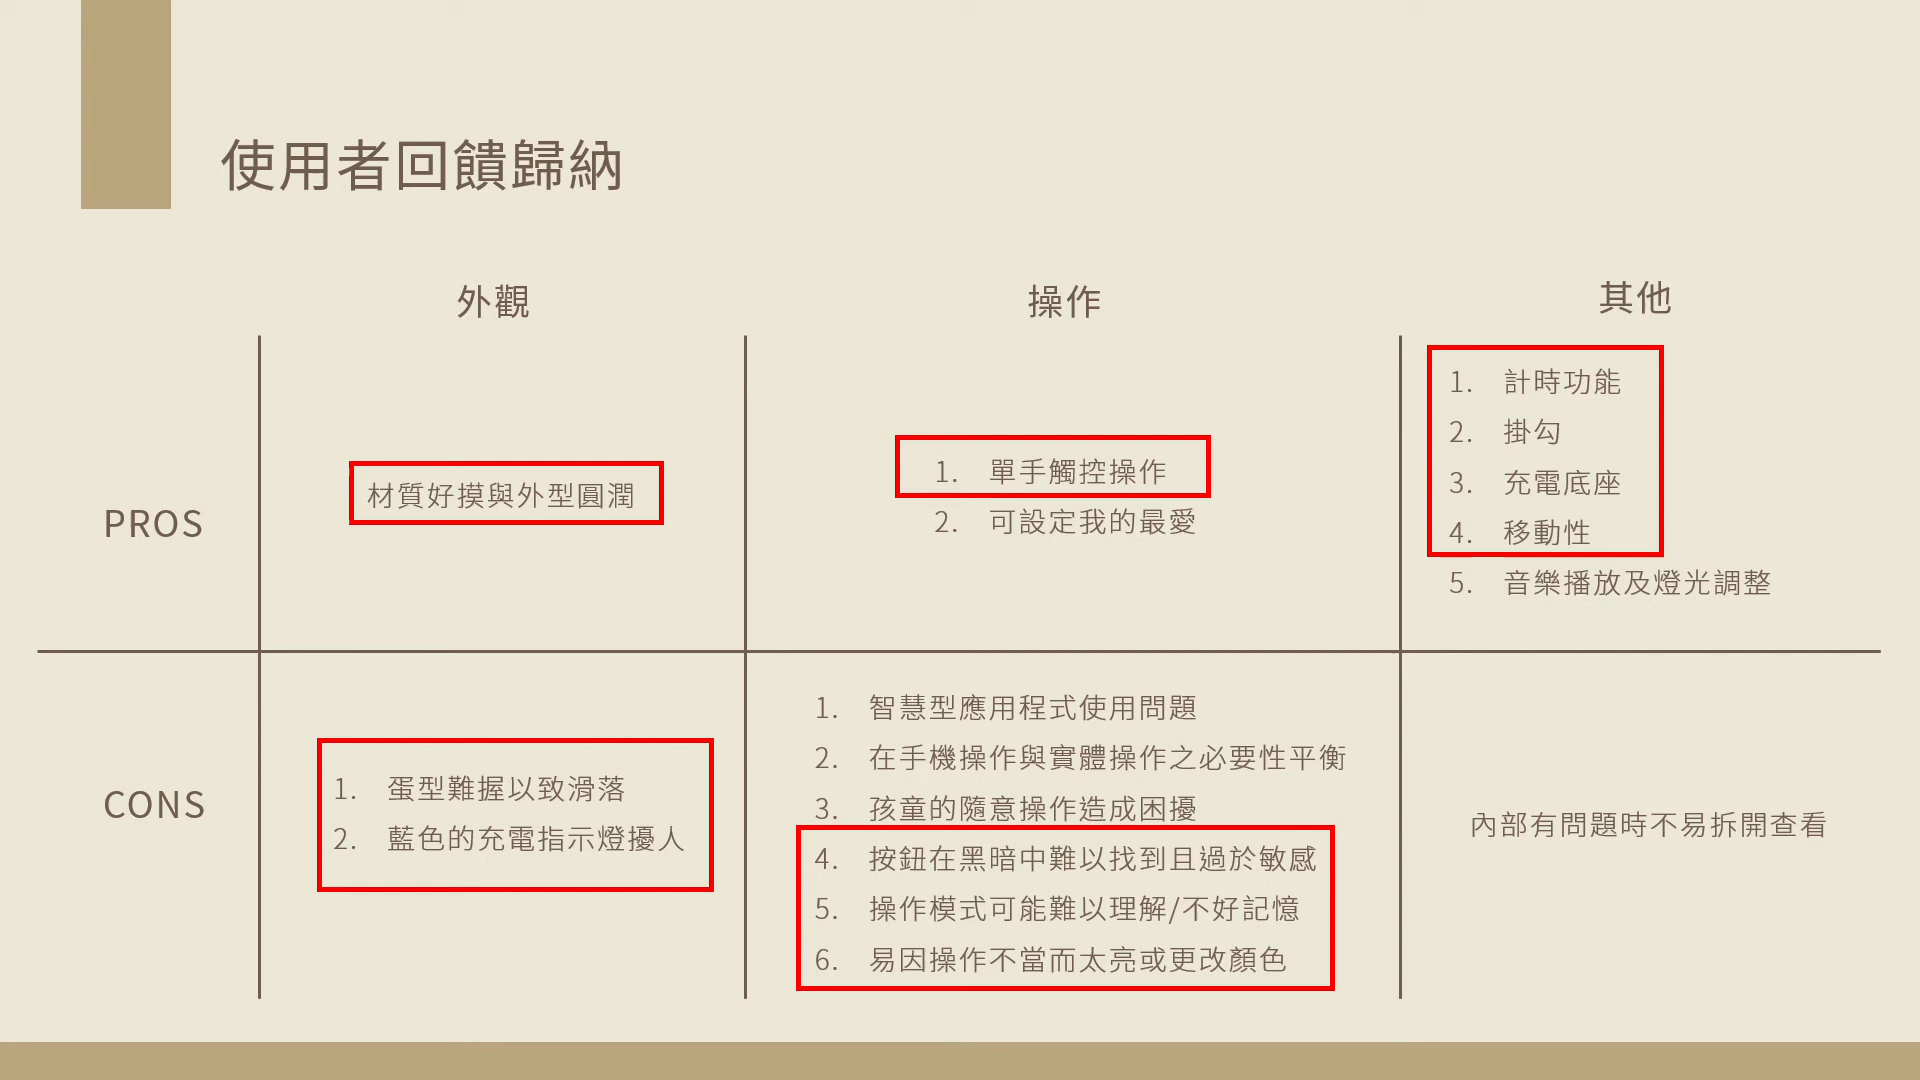 使用者回饋歸納
外觀
操作
其他
PROS
材質好摸與外型圓潤
1. 單手觸控操作
2. 可設定我的最愛
1. 計時功能
2. 掛勾
3. 充電底座
4. 移動性
5. 音樂播放及燈光調整
CONS
1. 蛋型難握以致滑落
2. 藍色的充電指示燈擾人
1. 智慧型應用程式使用問題
2. 在手機操作與實體操作之必要性平衡
3. 孩童的隨意操作造成困擾
4. 按鈕在黑暗中難以找到且過於敏感
5. 操作模式可能難以理解/不好記憶
6. 易因操作不當而太亮或更改顏色
內部有問題時不易拆開查看